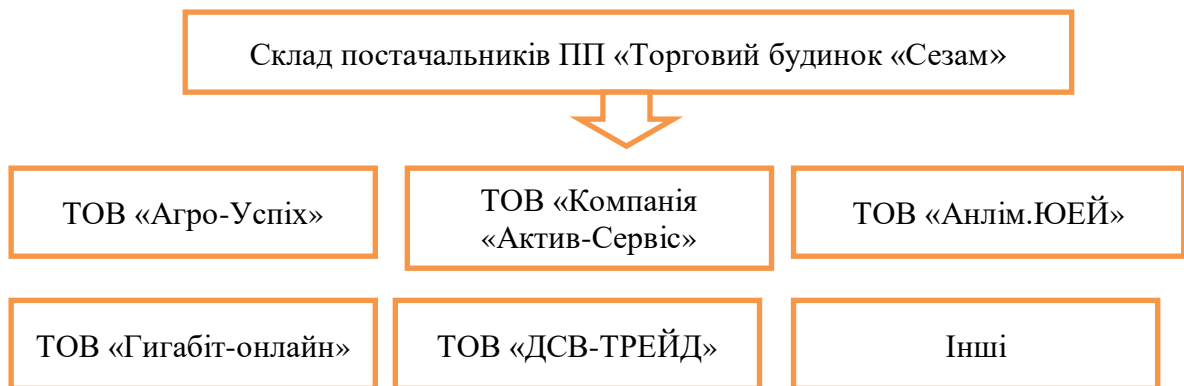 Склад постачальників ПП «Торговий будинок «Сезам»
ТОВ «Агро-Успіх»
ТОВ «Компанія
«Актив-Сервіс»
ТОВ «Анлім.ЮЕЙ»
ТОВ «Гигабіт-онлайн»
ТОВ «ДСВ-ТРЕЙД»
Інші